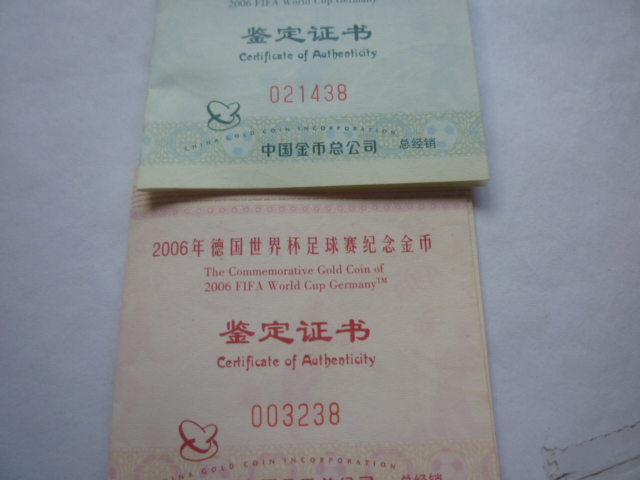 2006 FIFA World Cup Germany
鉴定证书
Certificate of Authenticity
021438
CHINA GOLD COIN INCORPORATION
中国金币总公司 总经销
2006年德国世界杯足球赛纪念金币
The Commemorative Gold Coin of
2006 FIFA World Cup Germany™
鉴定证书
Certificate of Authenticity
003238
GOLD COIN INCORPORATION
总经销